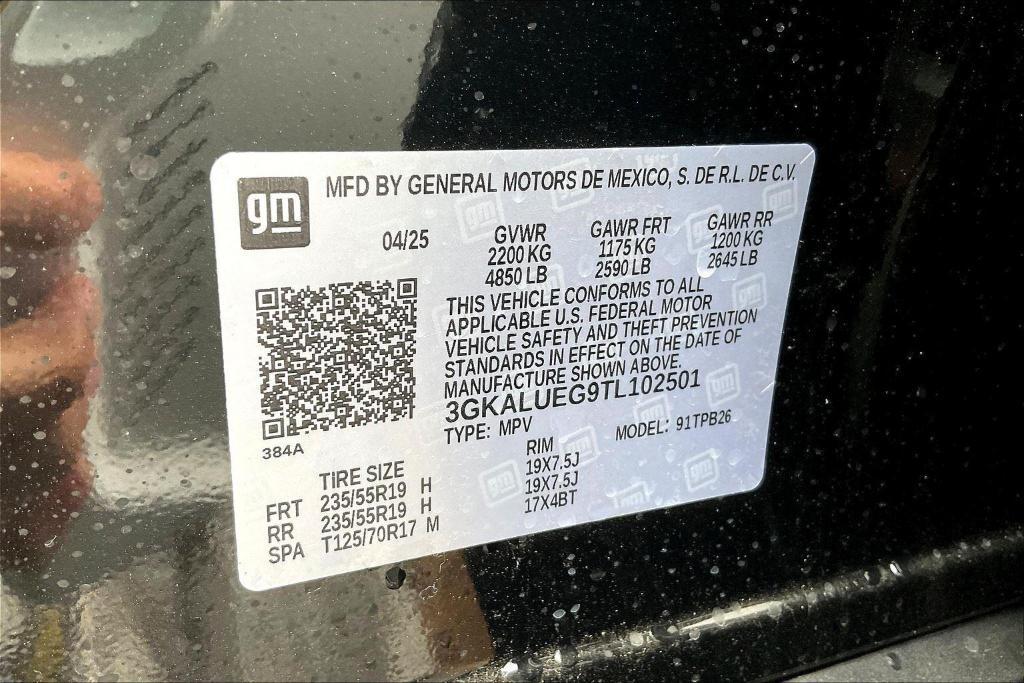 gm
MFD BY GENERAL MOTORS DE MEXICO, S. DE R.L. DE C.V.
04/25 GVWR GAWR FRT GAWR RR
2200 KG 1175 KG 1200 KG
4850 LB 2590 LB 2645 LB
THIS VEHICLE CONFORMS TO ALL
APPLICABLE U.S. FEDERAL MOTOR
VEHICLE SAFETY AND THEFT PREVENTION
STANDARDS IN EFFECT ON THE DATE OF
MANUFACTURE SHOWN ABOVE.
3GKALUEG9TL102501
TYPE: MPV MODEL: 91TPB26
384A
TIRE SIZE RIM
FRT 235/55R19 H 19X7.5J
RR 235/55R19 H 19X7.5J
SPA T125/70R17 M 17X4BT